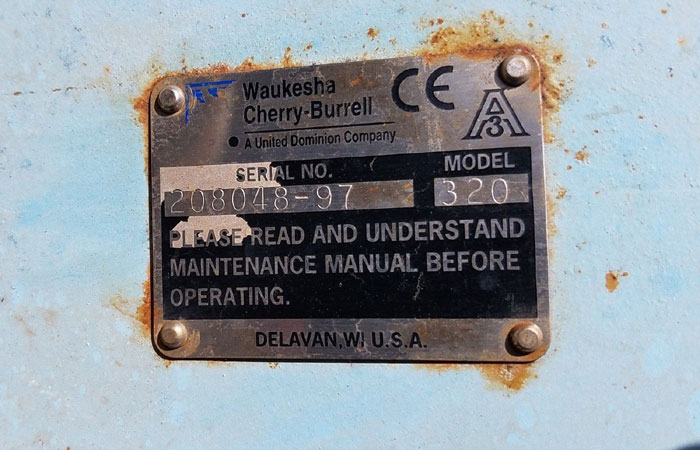 Waukesha
Cherry-Burrell
A United Dominion Company
CE
3A
SERIAL NO.
MODEL
208048-97
320
PLEASE READ AND UNDERSTAND
MAINTENANCE MANUAL BEFORE
OPERATING.
DELAVAN, WI U.S.A.